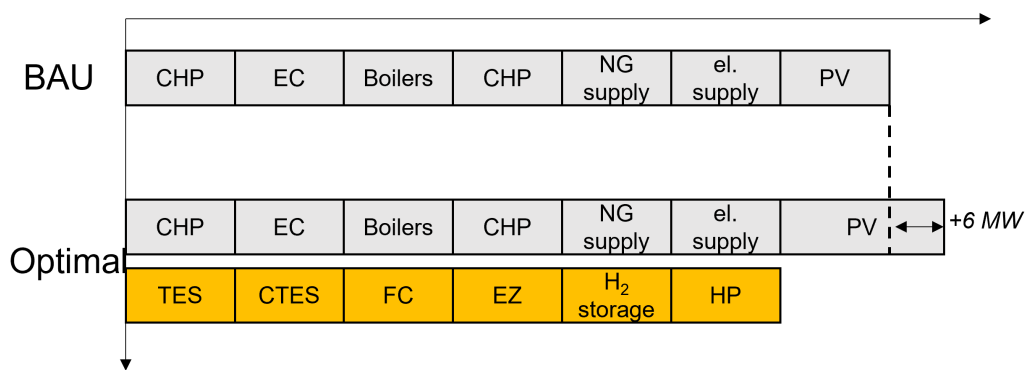 BAU
CHP EC Boilers CHP NG supply el. supply PV
CHP EC Boilers CHP NG supply el. supply PV +6 MW
Optimal
TES CTES FC EZ H₂ storage HP